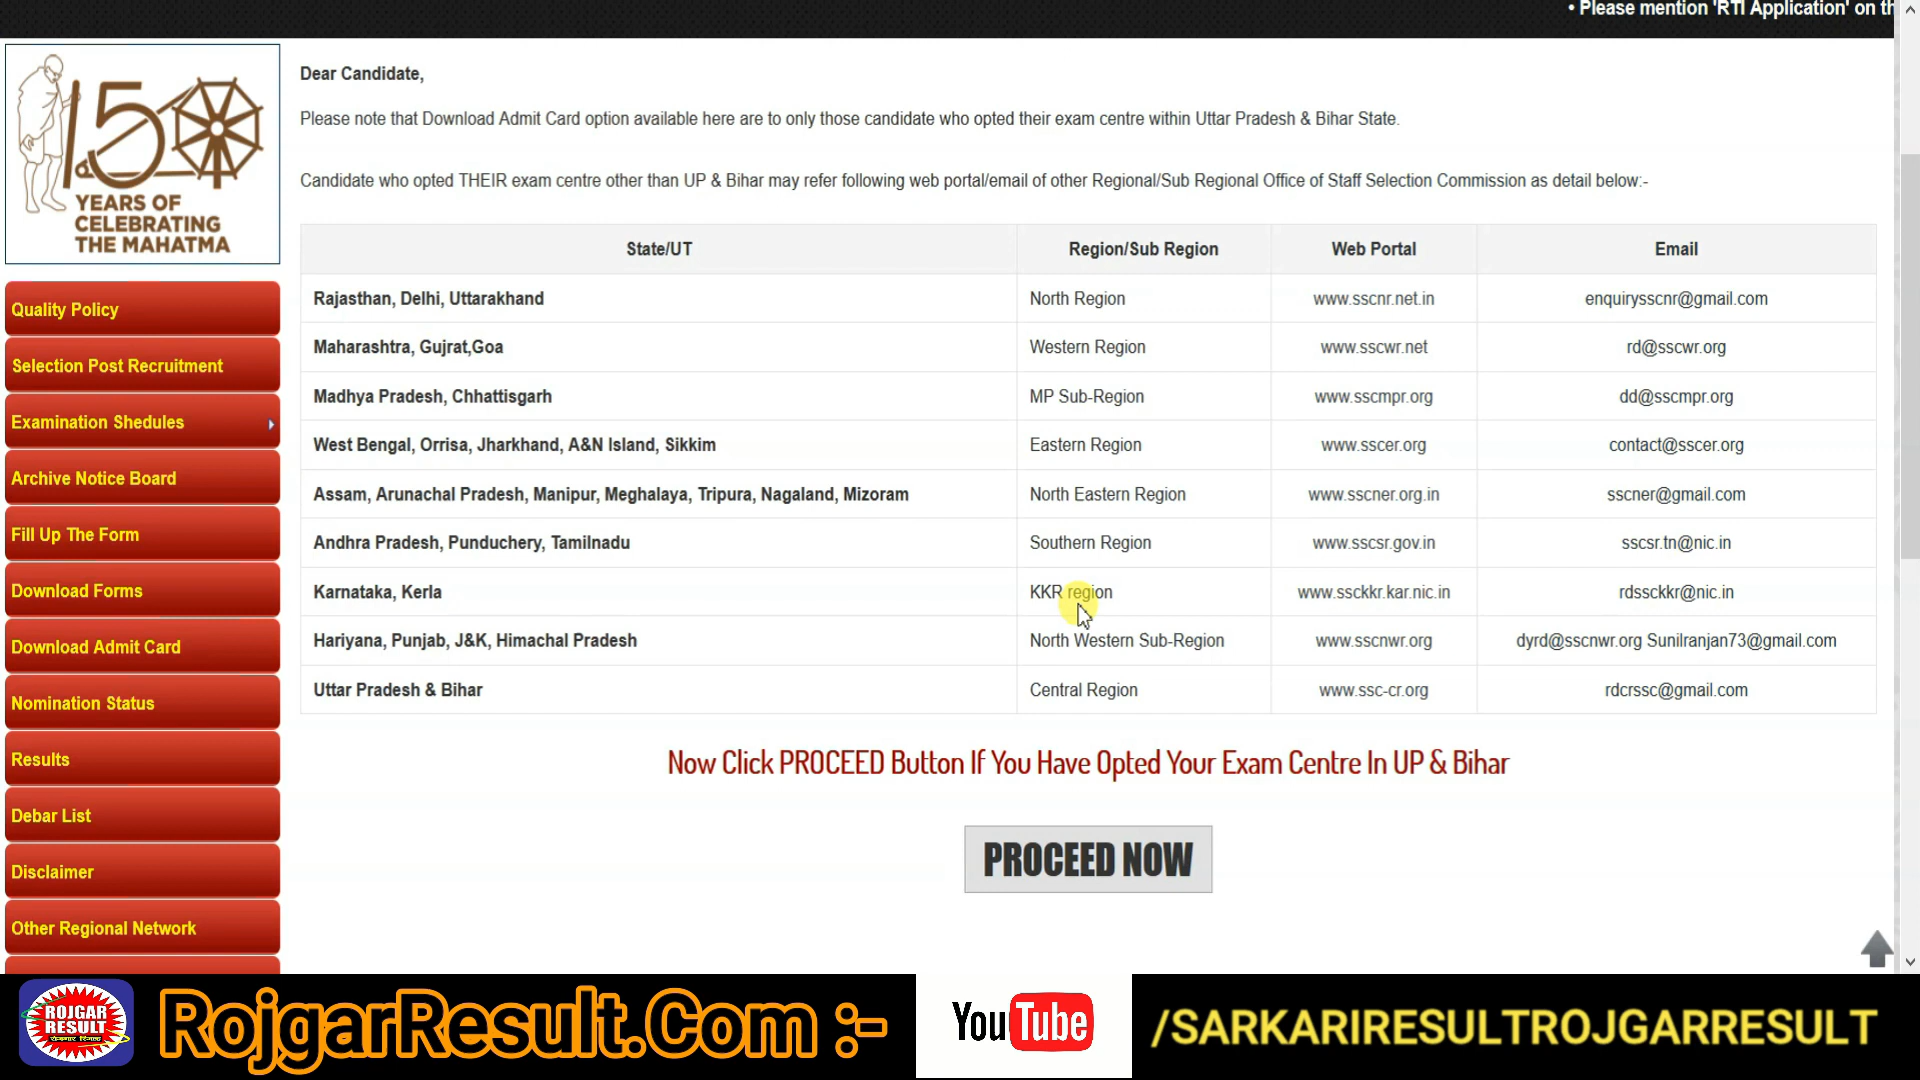 • Please mention 'RTI Application' on th
150
YEARS OF
CELEBRATING
THE MAHATMA
Quality Policy
Selection Post Recruitment
Examination Shedules
Archive Notice Board
Fill Up The Form
Download Forms
Download Admit Card
Nomination Status
Results
Debar List
Disclaimer
Other Regional Network
Dear Candidate,
Please note that Download Admit Card option available here are to only those candidate who opted their exam centre within Uttar Pradesh & Bihar State.
Candidate who opted THEIR exam centre other than UP & Bihar may refer following web portal/email of other Regional/Sub Regional Office of Staff Selection Commission as detail below:-
State/UT Region/Sub Region Web Portal Email
Rajasthan, Delhi, Uttarakhand North Region www.sscnr.net.in enquirysscnr@gmail.com
Maharashtra, Gujrat,Goa Western Region www.sscwr.net rd@sscwr.org
Madhya Pradesh, Chhattisgarh MP Sub-Region www.sscmpr.org dd@sscmpr.org
West Bengal, Orrisa, Jharkhand, A&N Island, Sikkim Eastern Region www.sscer.org contact@sscer.org
Assam, Arunachal Pradesh, Manipur, Meghalaya, Tripura, Nagaland, Mizoram North Eastern Region www.sscner.org.in sscner@gmail.com
Andhra Pradesh, Punduchery, Tamilnadu Southern Region www.sscsr.gov.in sscsr.tn@nic.in
Karnataka, Kerla KKR region www.ssckkr.kar.nic.in rdssckkr@nic.in
Hariyana, Punjab, J&K, Himachal Pradesh North Western Sub-Region www.sscnwr.org dyrd@sscnwr.org Sunilranjan73@gmail.com
Uttar Pradesh & Bihar Central Region www.ssc-cr.org rdcrssc@gmail.com
Now Click PROCEED Button If You Have Opted Your Exam Centre In UP & Bihar
PROCEED NOW
ROJGAR
RESULT
रोजगार रिजल्ट
RojgarResult.Com :-
YouTube
/SARKARIRESULTROJGARRESULT